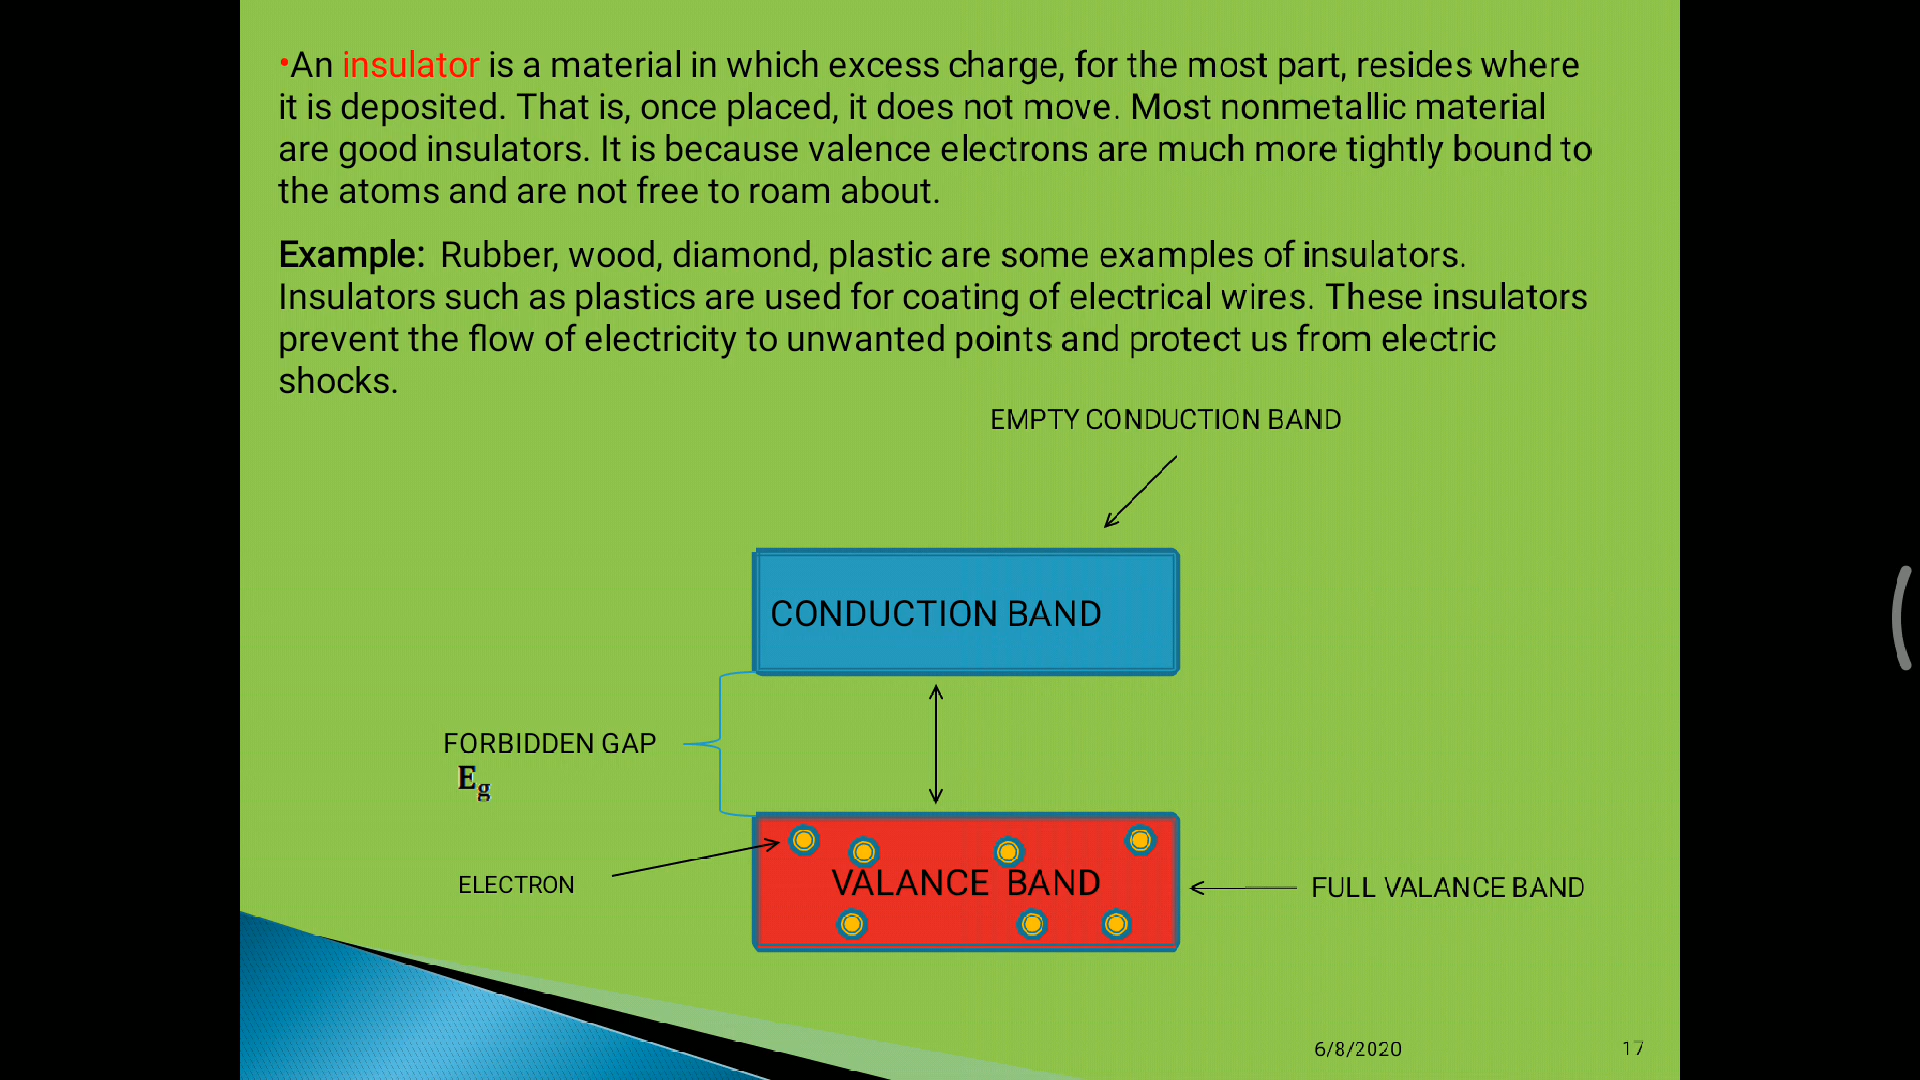 •An insulator is a material in which excess charge, for the most part, resides where
it is deposited. That is, once placed, it does not move. Most nonmetallic material
are good insulators. It is because valence electrons are much more tightly bound to
the atoms and are not free to roam about.
Example: Rubber, wood, diamond, plastic are some examples of insulators.
Insulators such as plastics are used for coating of electrical wires. These insulators
prevent the flow of electricity to unwanted points and protect us from electric
shocks.
EMPTY CONDUCTION BAND
CONDUCTION BAND
FORBIDDEN GAP
Eg
ELECTRON
VALANCE BAND
FULL VALANCE BAND
6/8/2020
17